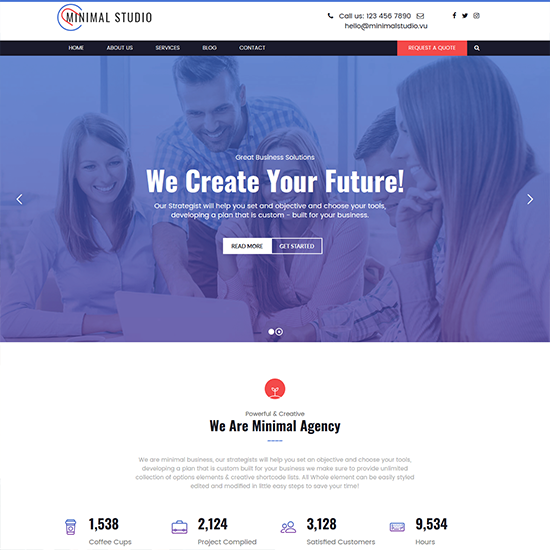 MINIMAL STUDIO
Call us: 123 456 7890
hello@minimalstudio.vu
HOME ABOUT US SERVICES BLOG CONTACT REQUEST A QUOTE
Great Business Solutions
We Create Your Future!
Our Strategist will help you set and objective and choose your tools,
developing a plan that is custom - built for your business.
READ MORE GET STARTED
Powerful & Creative
We Are Minimal Agency
We are minimal business, our strategists will help you set an objective and choose your tools,
developing a plan that is custom built for your business we make sure to provide unlimited
collection of options elements & creative shortcode lists. All Whole element can be easily styled
edited and modified in little easy steps to save your time!
1,538 2,124 3,128 9,534
Coffee Cups Project Complied Satisfied Customers Hours